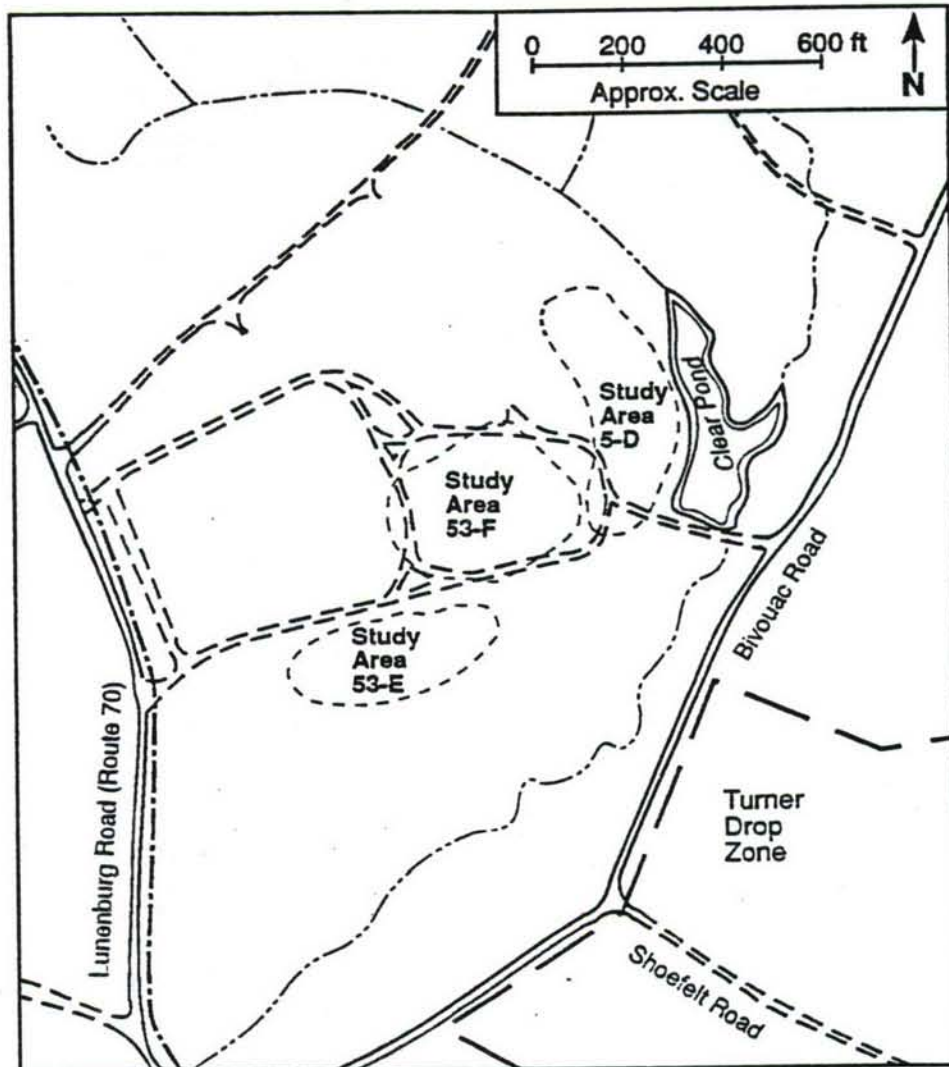 0 200 400 600 ft
Approx. Scale
N
Study
Area
5-D
Clear Pond
Study
Area
53-F
Bivouac Road
Study
Area
53-E
Lunenburg Road (Route 70)
Turner
Drop
Zone
Shoefelt Road